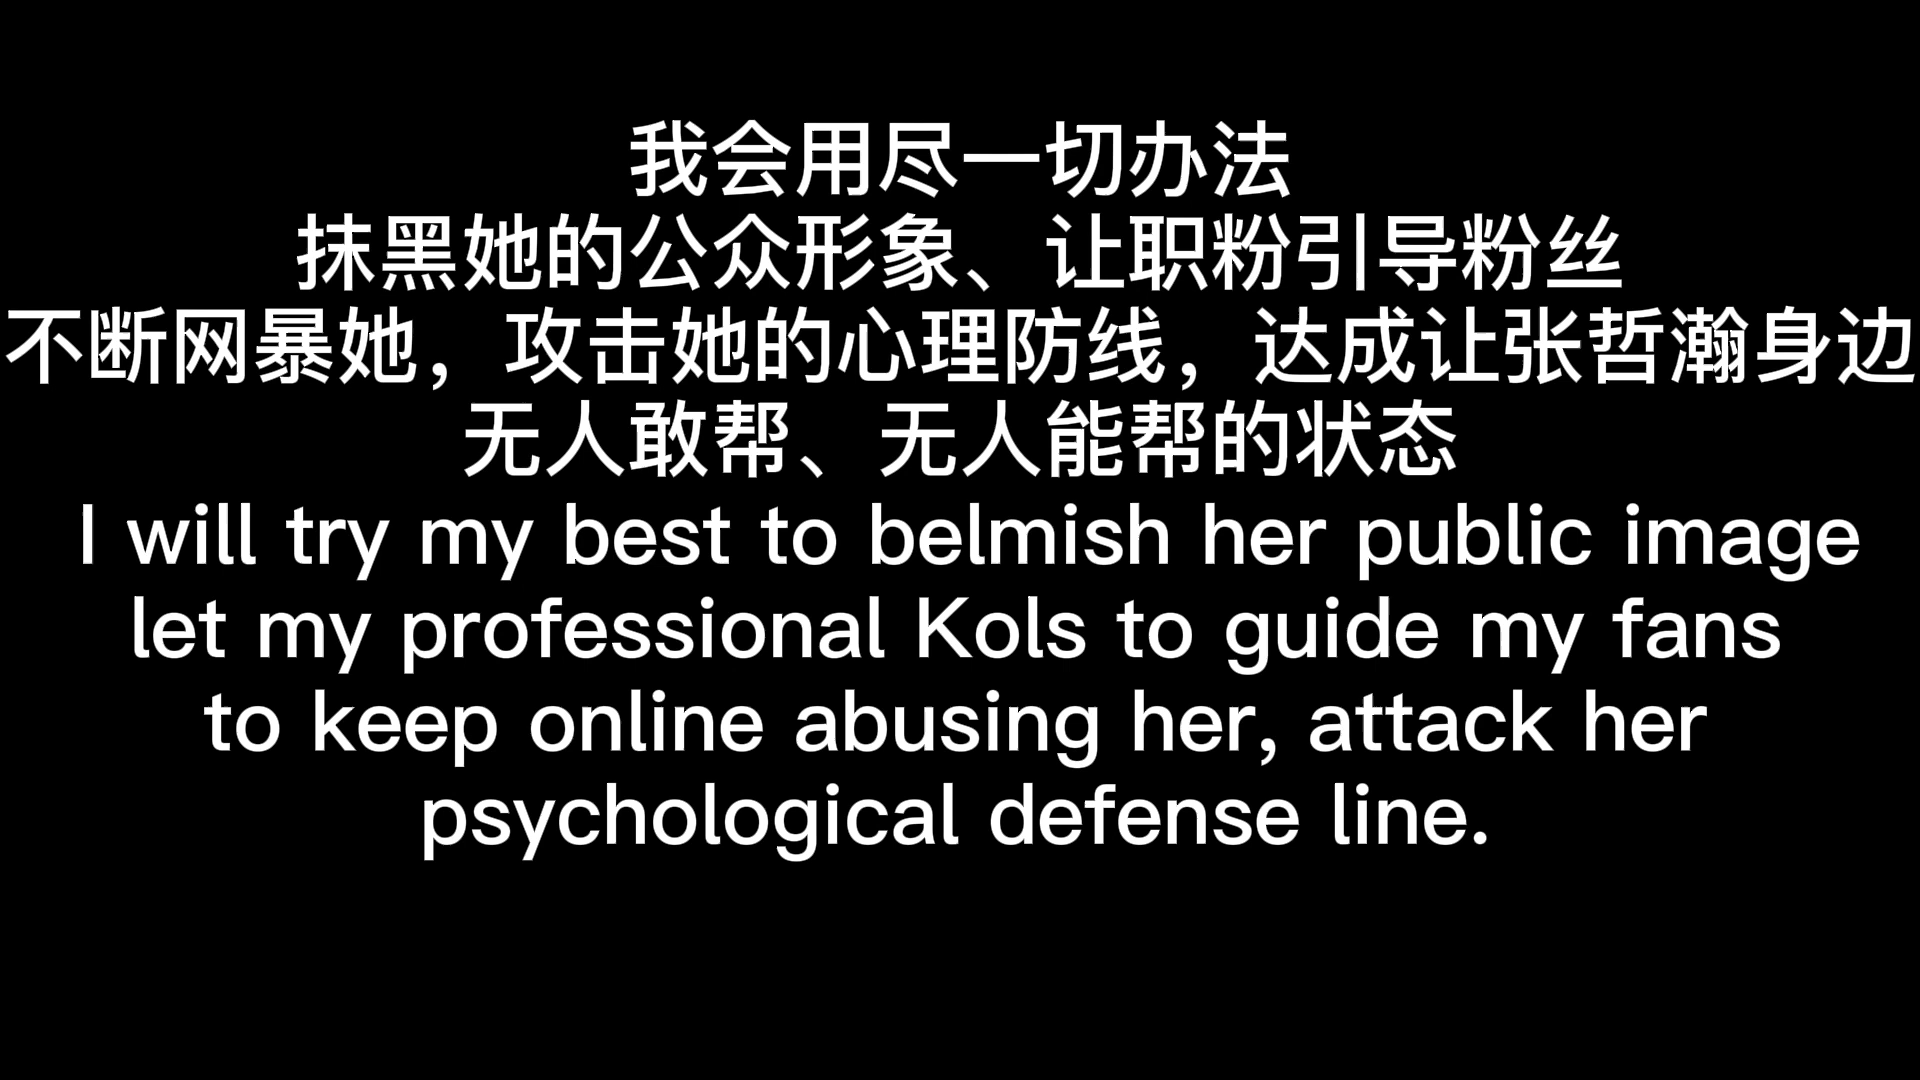 我会用尽一切办法
抹黑她的公众形象、让职粉引导粉丝
不断网暴她，攻击她的心理防线，达成让张哲瀚身边
无人敢帮、无人能帮的状态
I will try my best to belmish her public image
let my professional Kols to guide my fans
to keep online abusing her, attack her
psychological defense line.